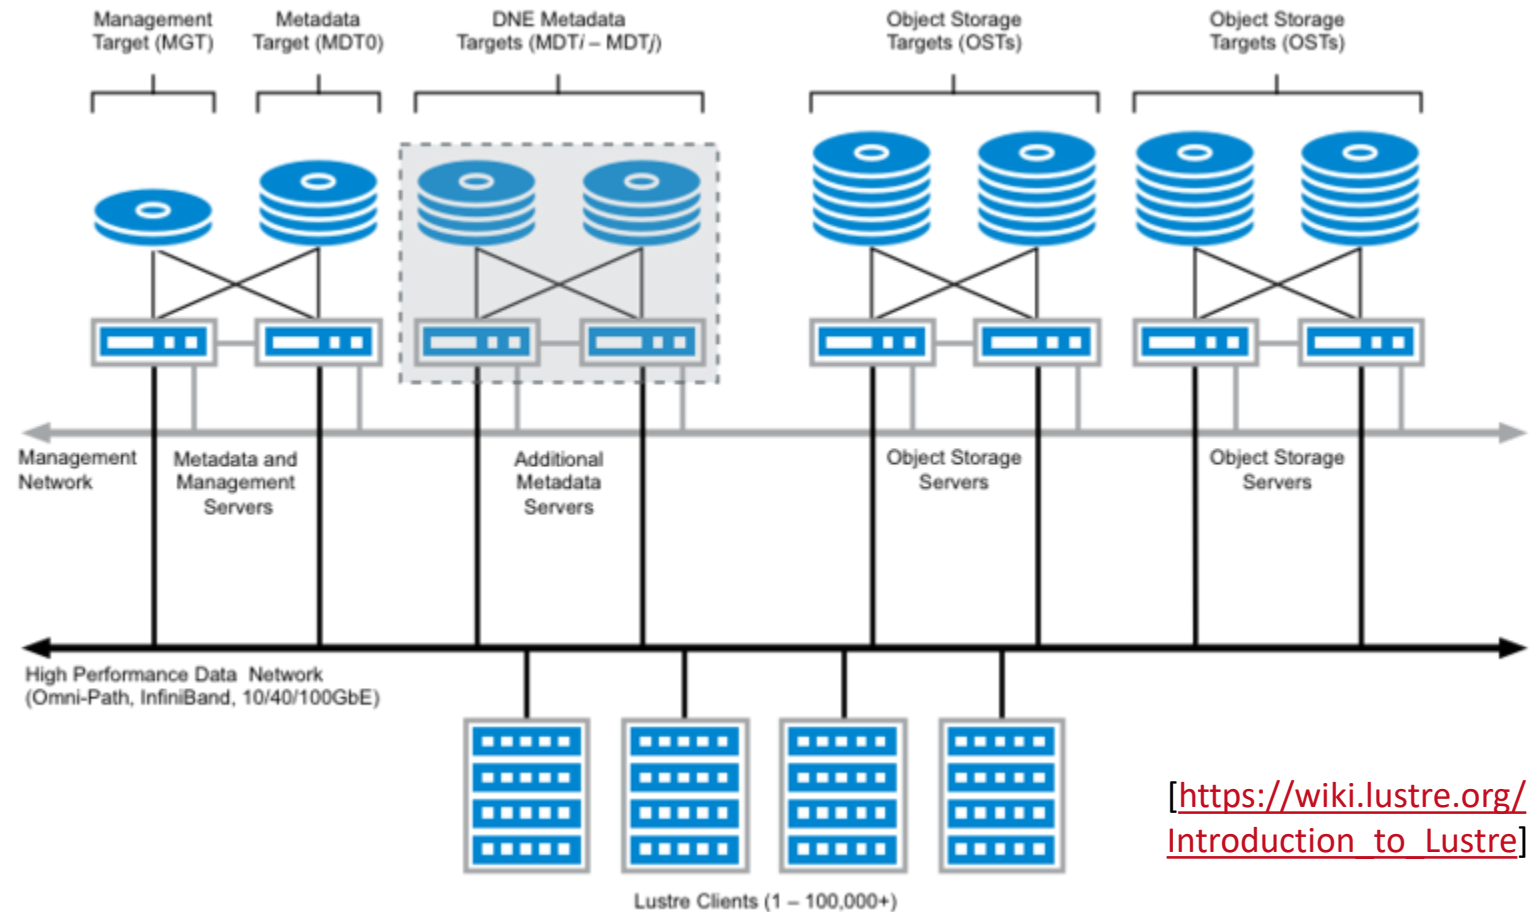 Management
Target (MGT)
Metadata
Target (MDT0)
DNE Metadata
Targets (MDTi – MDTj)
Object Storage
Targets (OSTs)
Object Storage
Targets (OSTs)
Management
Network
Metadata and
Management
Servers
Additional
Metadata
Servers
Object Storage
Servers
Object Storage
Servers
High Performance Data Network
(Omni-Path, InfiniBand, 10/40/100GbE)
[https://wiki.lustre.org/
Introduction_to_Lustre]
Lustre Clients (1 – 100,000+)